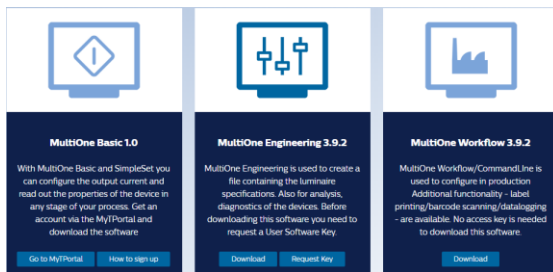 MultiOne Basic 1.0
With MultiOne Basic and SimpleSet you
can configure the output current and
read out the properties of the device in
any stage of your process. Get an
account via the MyTPortal and
download the software
Go to MyTPortal
How to sign up
MultiOne Engineering 3.9.2
MultiOne Engineering is used to create a
file containing the luminaire
specifications. Also for analysis,
diagnostics of the devices. Before
downloading this software you need to
request a User Software Key.
Download
Request Key
MultiOne Workflow 3.9.2
MultiOne Workflow/CommandLIne is
used to configure in production
Additional functionality - label
printing/barcode scanning/datalogging
- are available. No access key is needed
to download this software.
Download